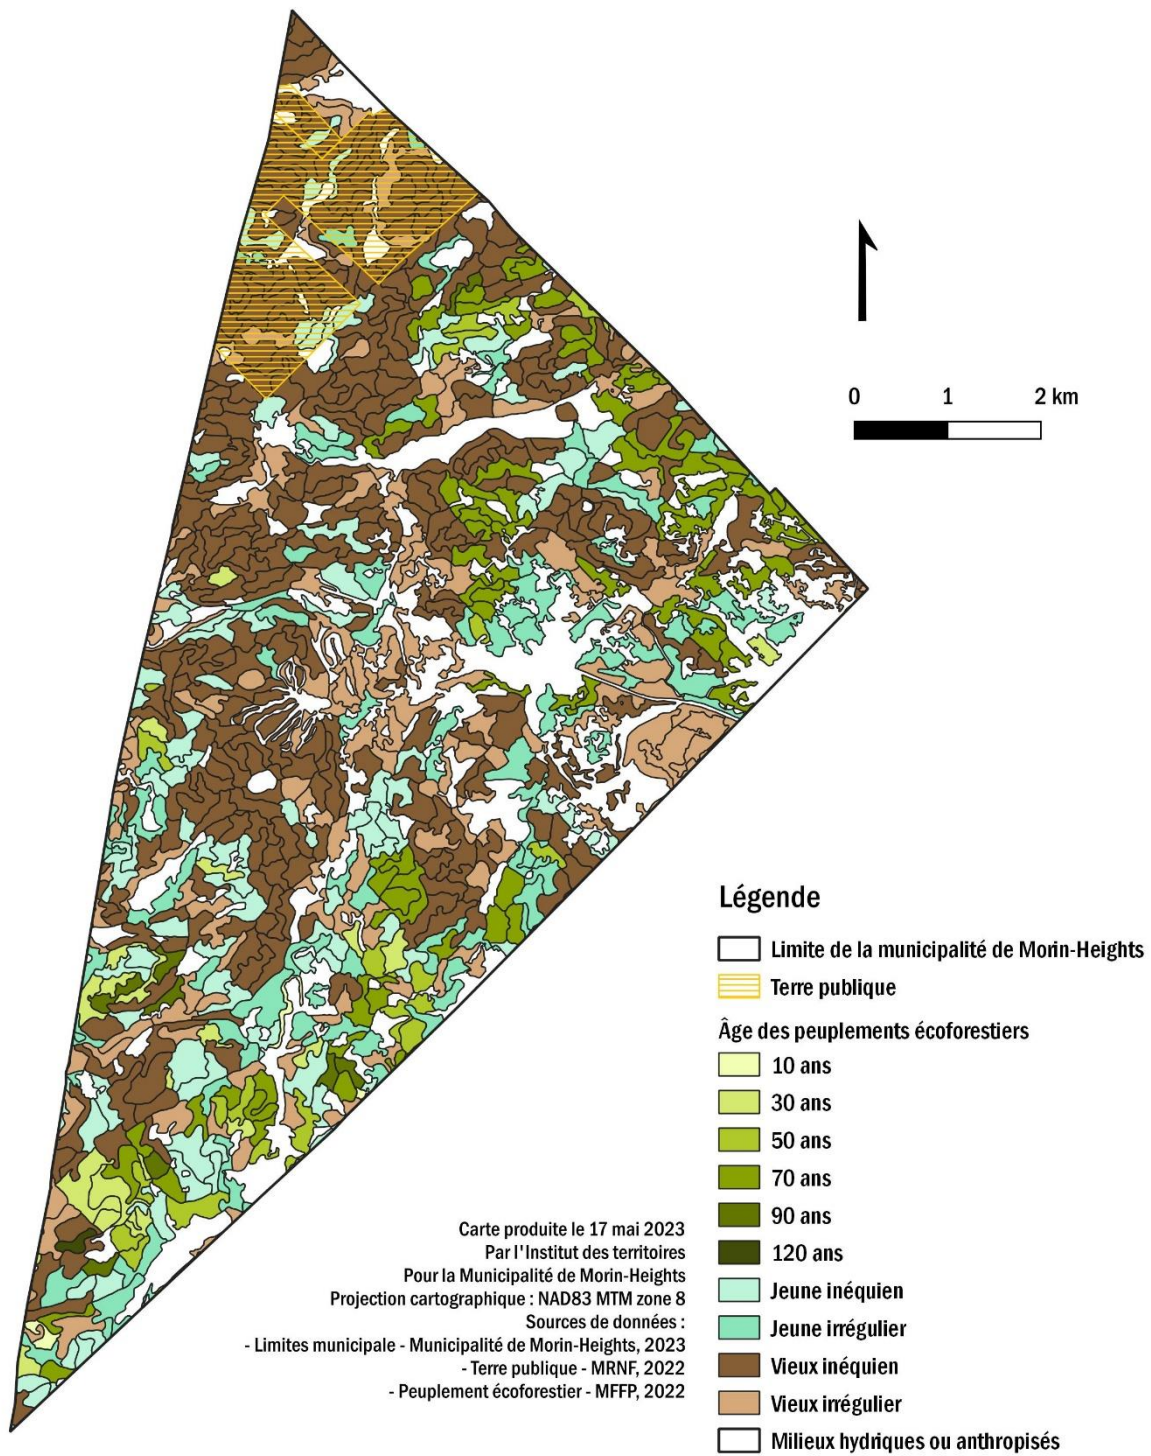 0 1 2 km
Légende
Limite de la municipalité de Morin-Heights
Terre publique
Âge des peuplements écoforestiers
10 ans
30 ans
50 ans
70 ans
90 ans
120 ans
Jeune inéquien
Jeune irrégulier
Vieux inéquien
Vieux irrégulier
Milieux hydriques ou anthropisés
Carte produite le 17 mai 2023
Par l'Institut des territoires
Pour la Municipalité de Morin-Heights
Projection cartographique : NAD83 MTM zone 8
Sources de données :
- Limites municipale - Municipalité de Morin-Heights, 2023
- Terre publique - MRNF, 2022
- Peuplement écoforestier - MFFP, 2022